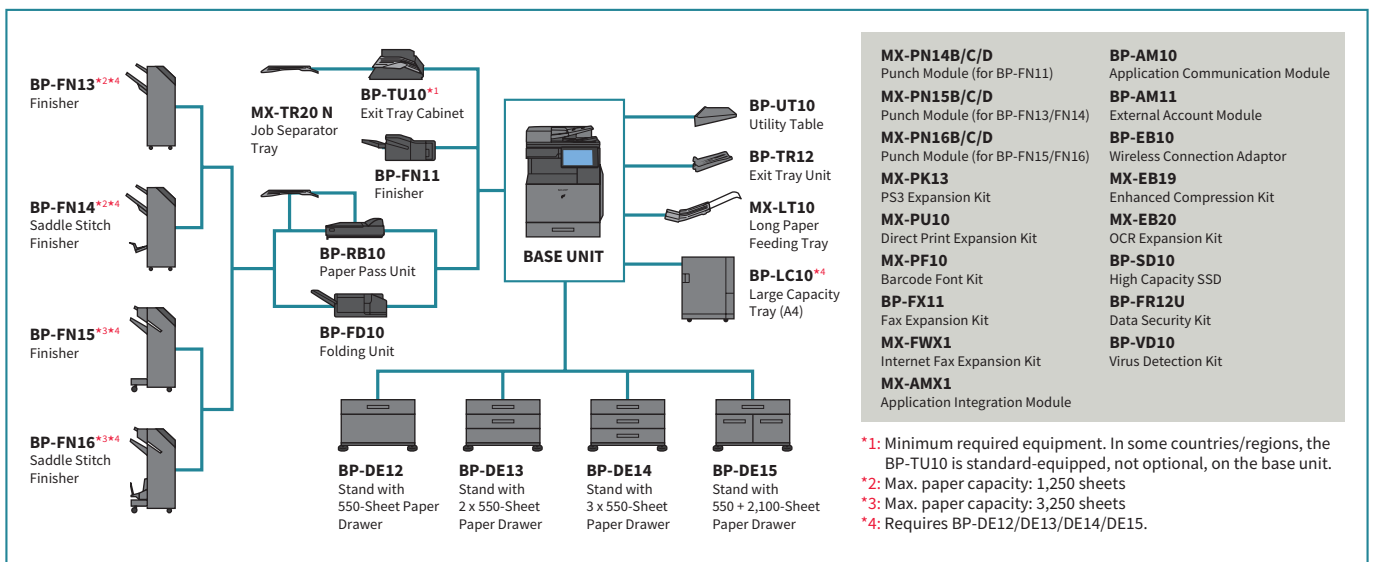 BP-FN13*2*4
Finisher
BP-FN14*2*4
Saddle Stitch
Finisher
BP-FN15*3*4
Finisher
BP-FN16*3*4
Saddle Stitch
Finisher
MX-TR20 N
Job Separator
Tray
BP-TU10*1
Exit Tray Cabinet
BP-FN11
Finisher
BP-RB10
Paper Pass Unit
BP-FD10
Folding Unit
BASE UNIT
BP-UT10
Utility Table
BP-TR12
Exit Tray Unit
MX-LT10
Long Paper
Feeding Tray
BP-LC10*4
Large Capacity
Tray (A4)
BP-DE12
Stand with
550-Sheet Paper
Drawer
BP-DE13
Stand with
2 x 550-Sheet
Paper Drawer
BP-DE14
Stand with
3 x 550-Sheet
Paper Drawer
BP-DE15
Stand with
550 + 2,100-Sheet
Paper Drawer
MX-PN14B/C/D
Punch Module (for BP-FN11)
MX-PN15B/C/D
Punch Module (for BP-FN13/FN14)
MX-PN16B/C/D
Punch Module (for BP-FN15/FN16)
MX-PK13
PS3 Expansion Kit
MX-PU10
Direct Print Expansion Kit
MX-PF10
Barcode Font Kit
BP-FX11
Fax Expansion Kit
MX-FWX1
Internet Fax Expansion Kit
MX-AMX1
Application Integration Module
BP-AM10
Application Communication Module
BP-AM11
External Account Module
BP-EB10
Wireless Connection Adaptor
MX-EB19
Enhanced Compression Kit
MX-EB20
OCR Expansion Kit
BP-SD10
High Capacity SSD
BP-FR12U
Data Security Kit
BP-VD10
Virus Detection Kit
*1: Minimum required equipment. In some countries/regions, the
BP-TU10 is standard-equipped, not optional, on the base unit.
*2: Max. paper capacity: 1,250 sheets
*3: Max. paper capacity: 3,250 sheets
*4: Requires BP-DE12/DE13/DE14/DE15.